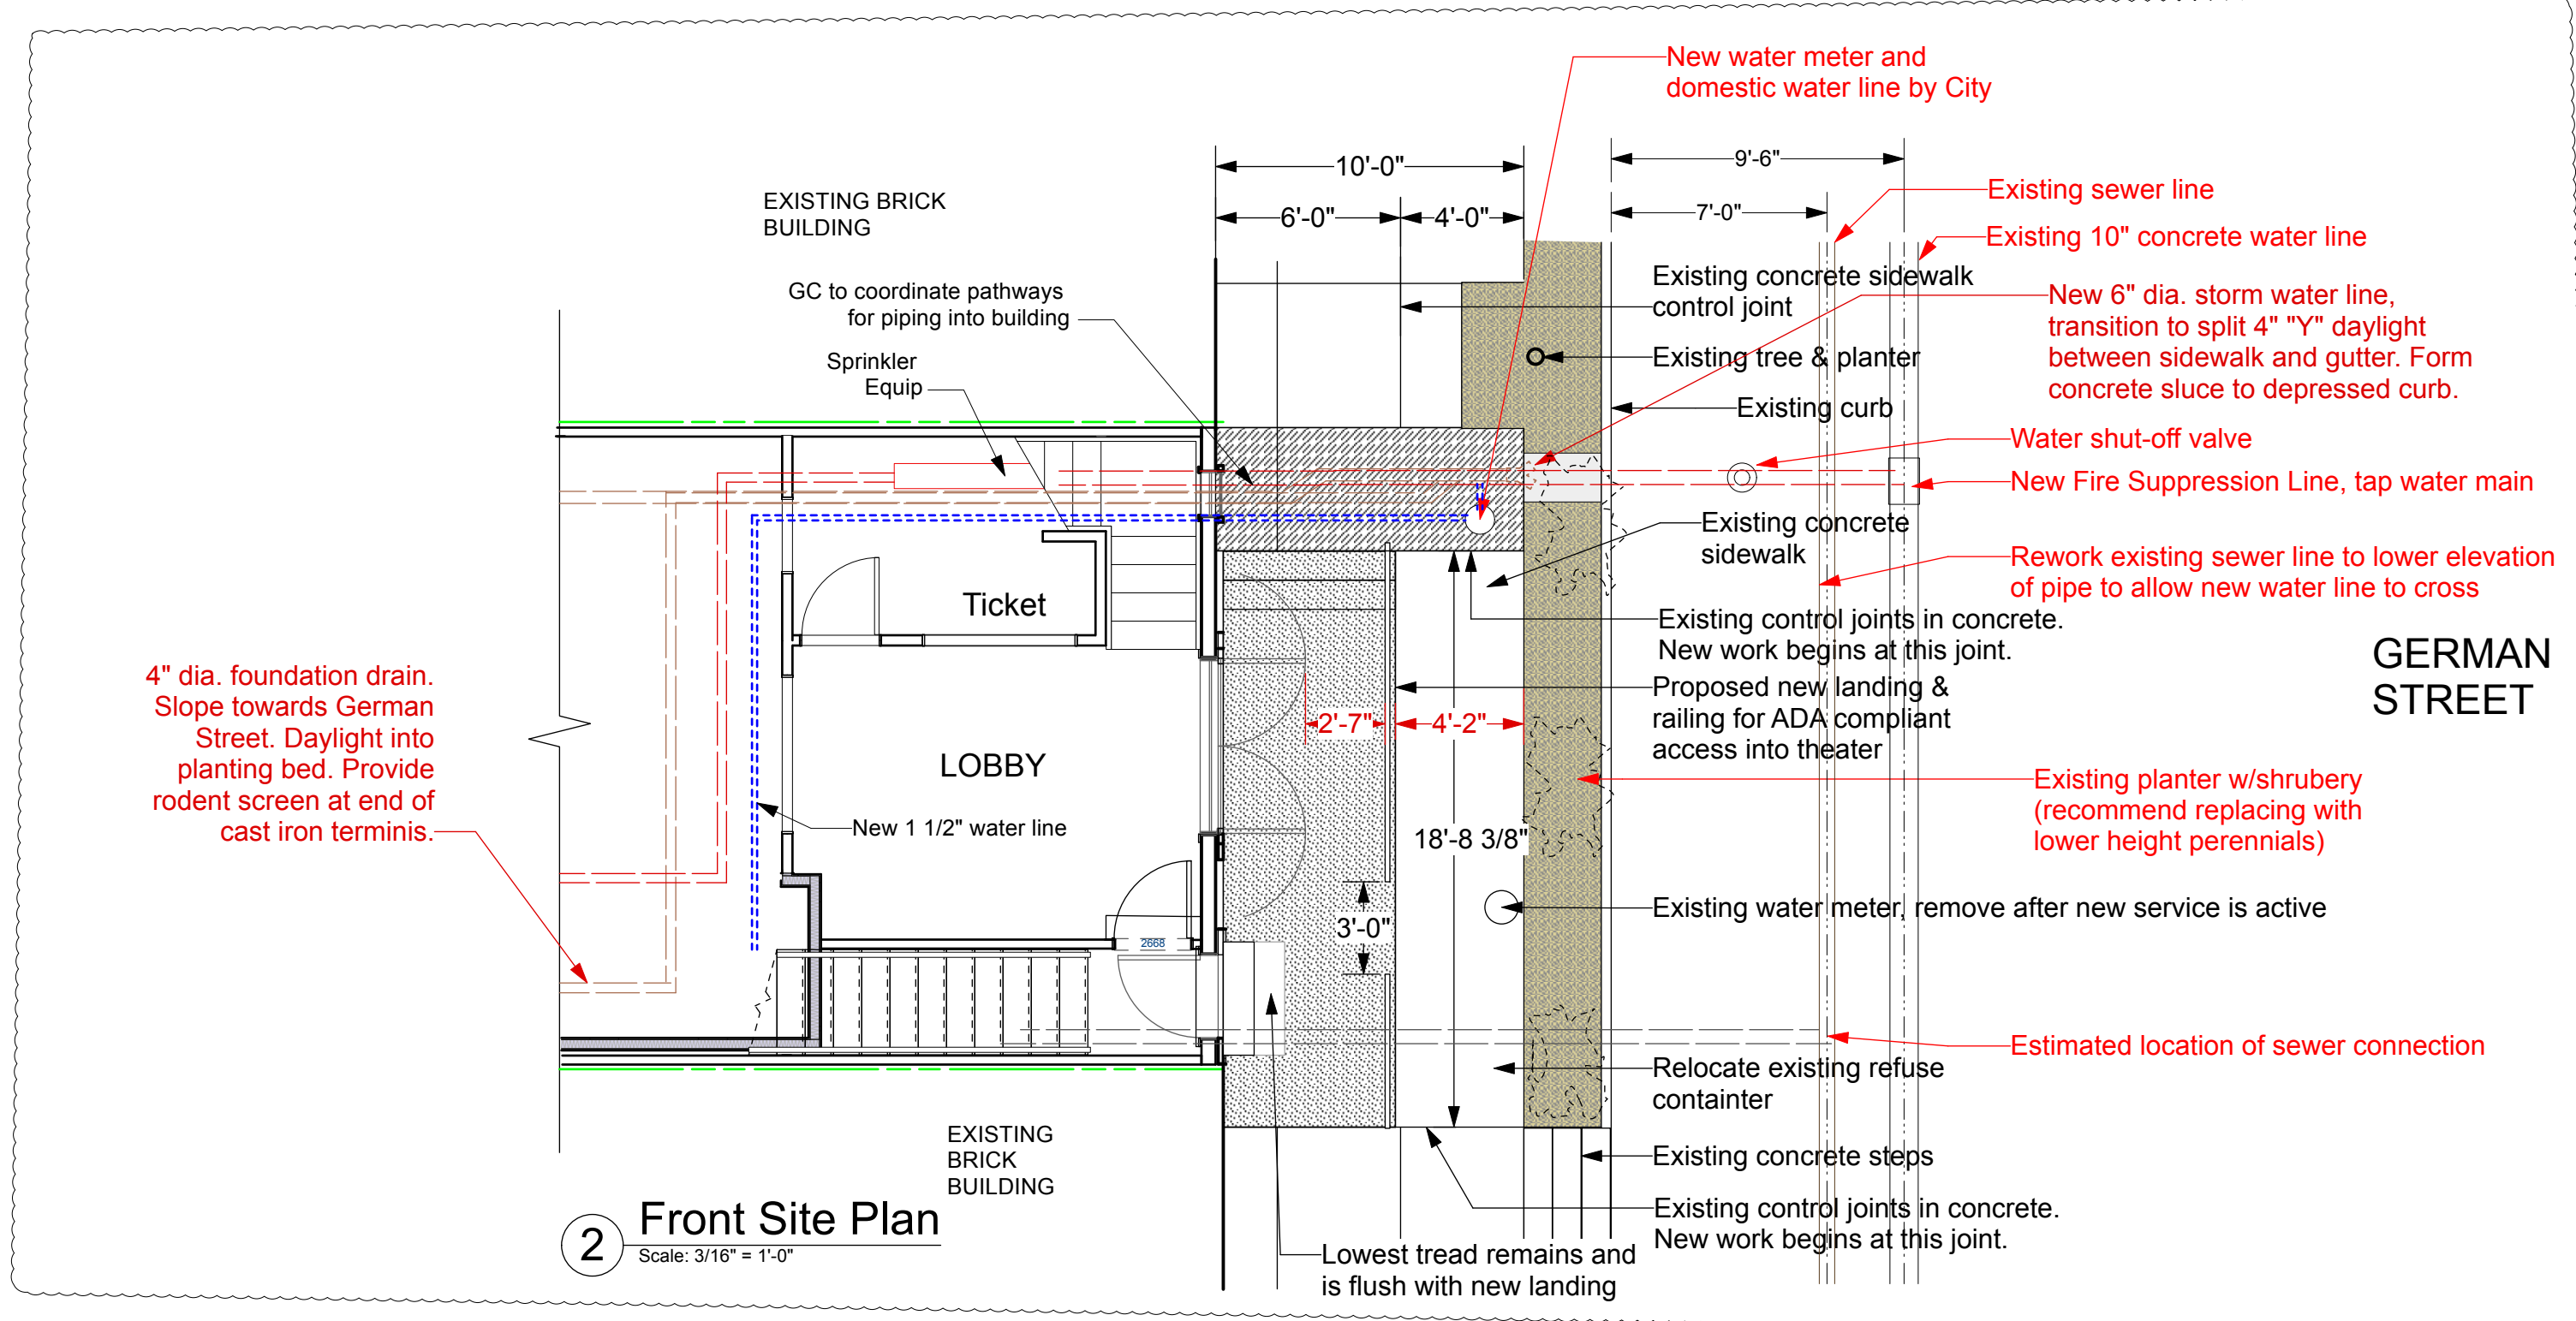 New water meter and
domestic water line by City
10'-0"
9'-6"
6'-0"
4'-0"
7'-0"
EXISTING BRICK
BUILDING
Existing sewer line
Existing 10" concrete water line
GC to coordinate pathways
for piping into building
Existing concrete sidewalk
control joint
New 6" dia. storm water line,
transition to split 4" "Y" daylight
between sidewalk and gutter. Form
concrete sluce to depressed curb.
Sprinkler
Equip
Existing tree & planter
Existing curb
Water shut-off valve
New Fire Suppression Line, tap water main
Existing concrete
sidewalk
Rework existing sewer line to lower elevation
of pipe to allow new water line to cross
Ticket
Existing control joints in concrete.
New work begins at this joint.
GERMAN
STREET
4" dia. foundation drain.
Slope towards German
Street. Daylight into
planting bed. Provide
rodent screen at end of
cast iron terminis.
Proposed new landing &
railing for ADA compliant
access into theater
2'-7"
4'-2"
LOBBY
Existing planter w/shrubery
(recommend replacing with
lower height perennials)
New 1 1/2" water line
18'-8 3/8"
3'-0"
Existing water meter, remove after new service is active
2668
Estimated location of sewer connection
Relocate existing refuse
containter
EXISTING
BRICK
BUILDING
Existing concrete steps
Existing control joints in concrete.
New work begins at this joint.
Lowest tread remains and
is flush with new landing
2
Front Site Plan
Scale: 3/16" = 1'-0"